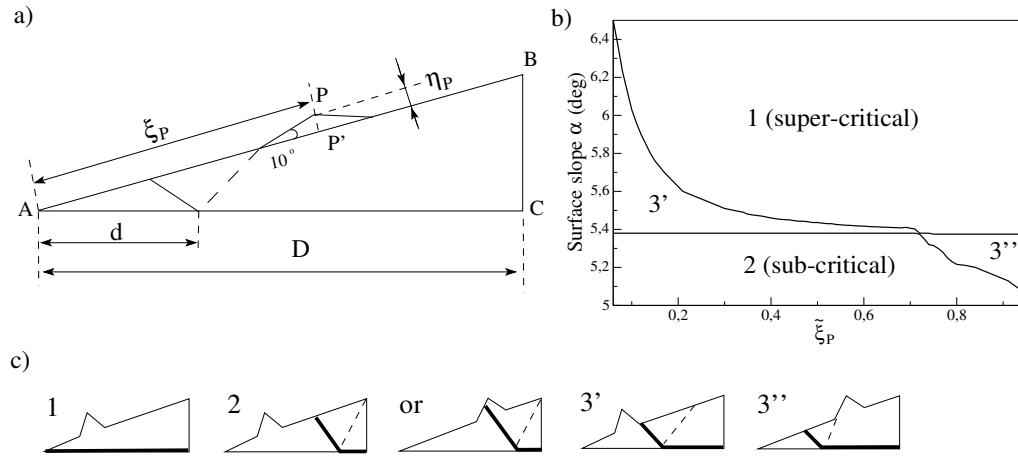 a)
B
P
η_P
ξ_P
P'
10°
A
C
d
D
b)
6,4
6,2
6
5,8
5,6
5,4
5,2
5
Surface slope α (deg)
1 (super-critical)
3'
2 (sub-critical)
3''
0,2 0,4 0,6 0,8
ξ̃_P
c)
1 2 or 3' 3''